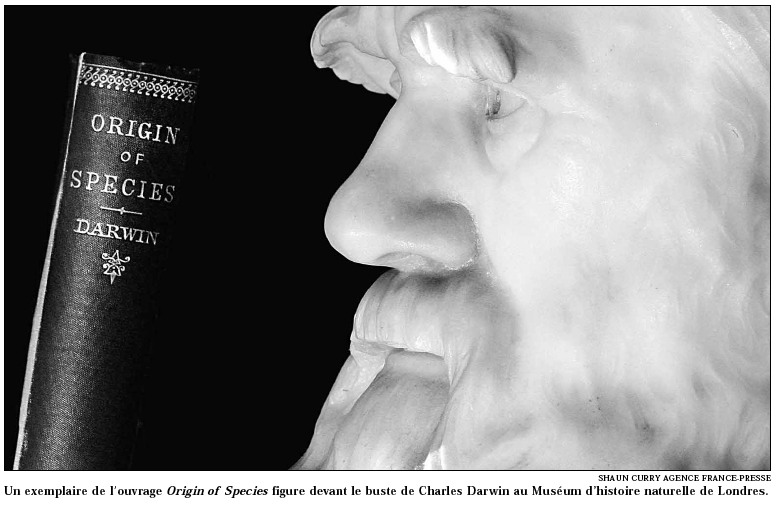 ORIGIN
OF
SPECIES
DARWIN
SHAUN CURRY AGENCE FRANCE-PRESSE
Un exemplaire de l'ouvrage Origin of Species figure devant le buste de Charles Darwin au Muséum d'histoire naturelle de Londres.